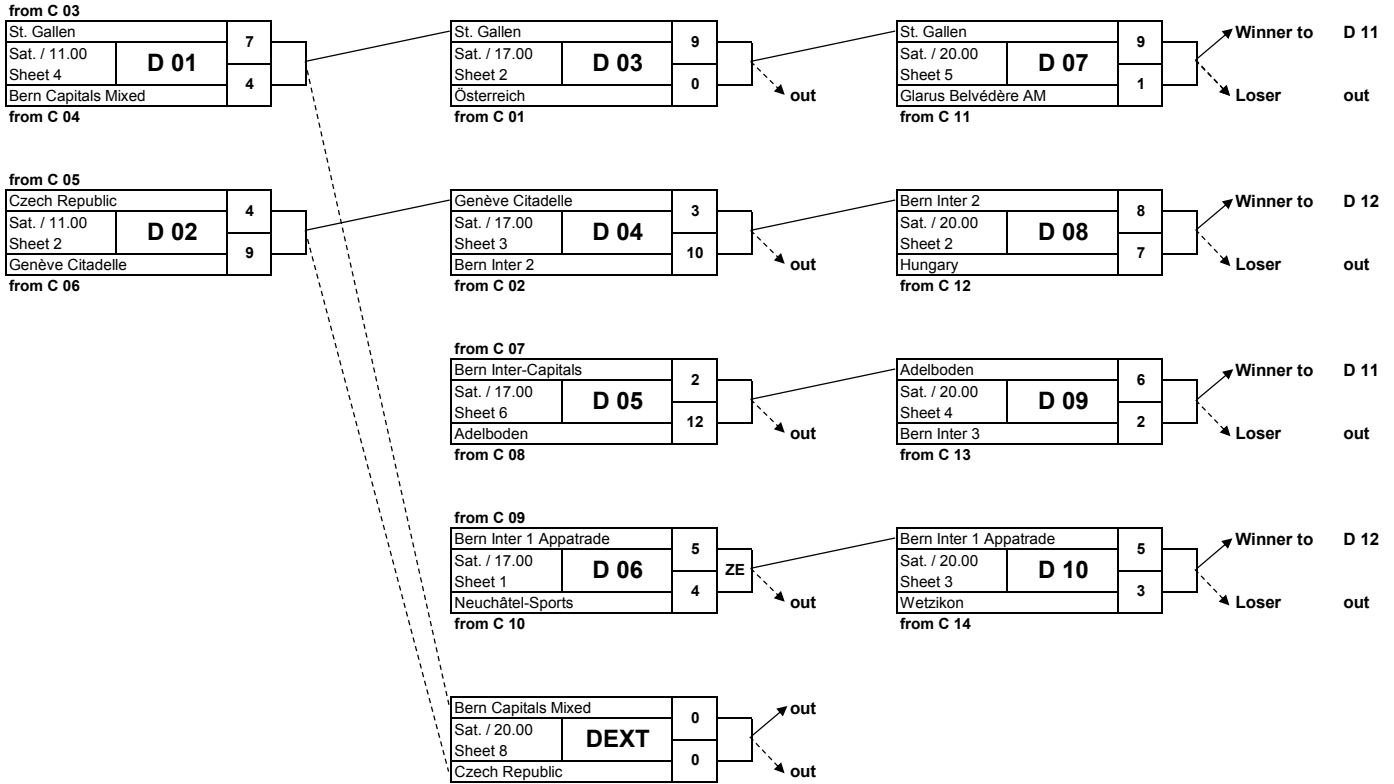 from C 03
St. Gallen
7
Sat. / 11.00
D 01
Sheet 4
4
Bern Capitals Mixed
from C 04
St. Gallen
9
Sat. / 17.00
D 03
Sheet 2
0
Österreich
from C 01
out
St. Gallen
9
Sat. / 20.00
D 07
Sheet 5
1
Glarus Belvédère AM
from C 11
Winner to D 11
Loser out
from C 05
Czech Republic
4
Sat. / 11.00
D 02
Sheet 2
9
Genève Citadelle
from C 06
Genève Citadelle
3
Sat. / 17.00
D 04
Sheet 3
10
Bern Inter 2
from C 02
out
Bern Inter 2
8
Sat. / 20.00
D 08
Sheet 2
7
Hungary
from C 12
Winner to D 12
Loser out
from C 07
Bern Inter-Capitals
2
Sat. / 17.00
D 05
Sheet 6
12
Adelboden
from C 08
out
Adelboden
6
Sat. / 20.00
D 09
Sheet 4
2
Bern Inter 3
from C 13
Winner to D 11
Loser out
from C 09
Bern Inter 1 Appatrade
5
Sat. / 17.00
D 06
ZE
Sheet 1
4
Neuchâtel-Sports
from C 10
out
Bern Inter 1 Appatrade
5
Sat. / 20.00
D 10
Sheet 3
3
Wetzikon
from C 14
Winner to D 12
Loser out
Bern Capitals Mixed
0
Sat. / 20.00
DEXT
Sheet 8
0
Czech Republic
out
out